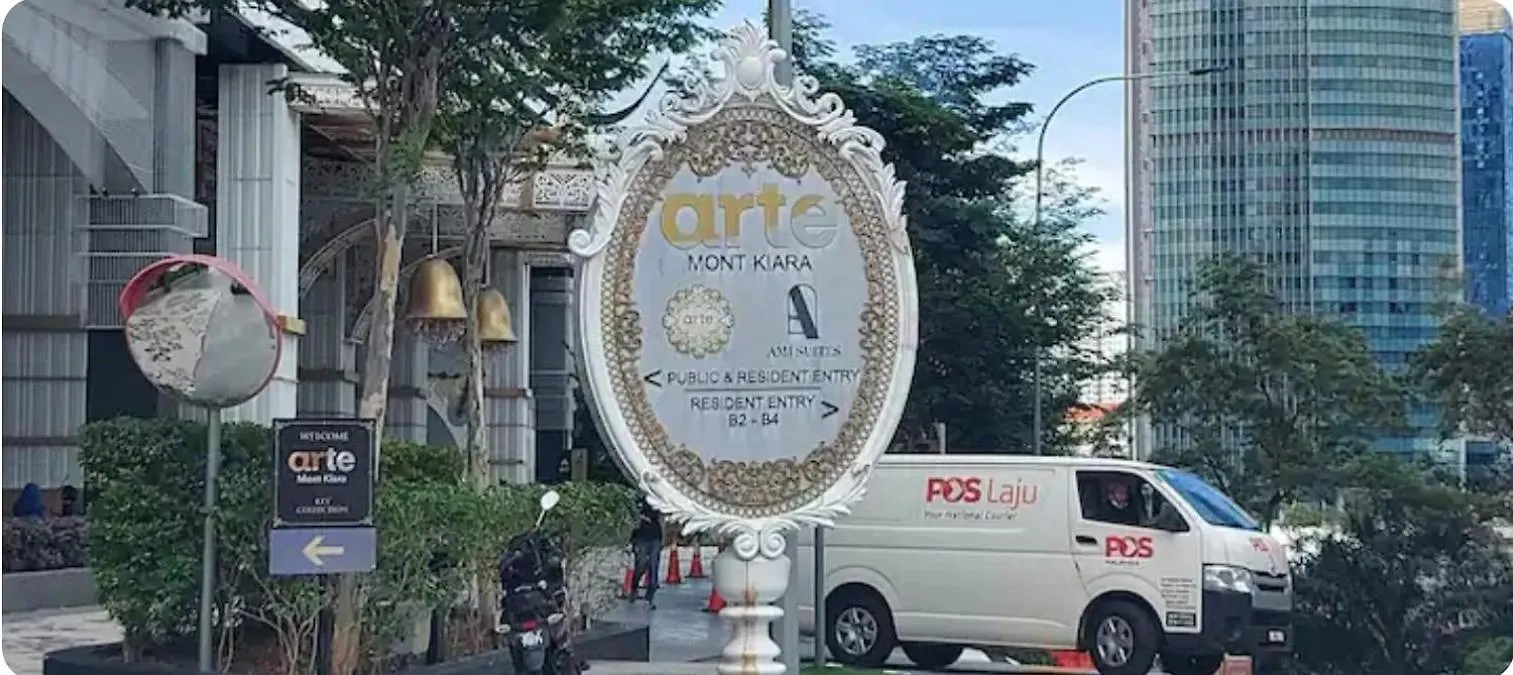 arte
MONT KIARA
arte
AMI SUITES
< PUBLIC & RESIDENT ENTRY
RESIDENT ENTRY >
B2 - B4
WELCOME
arte
Mont Kiara
KEY
COLLECTION
POS Laju
Your National Courier
POS
MALAYSIA